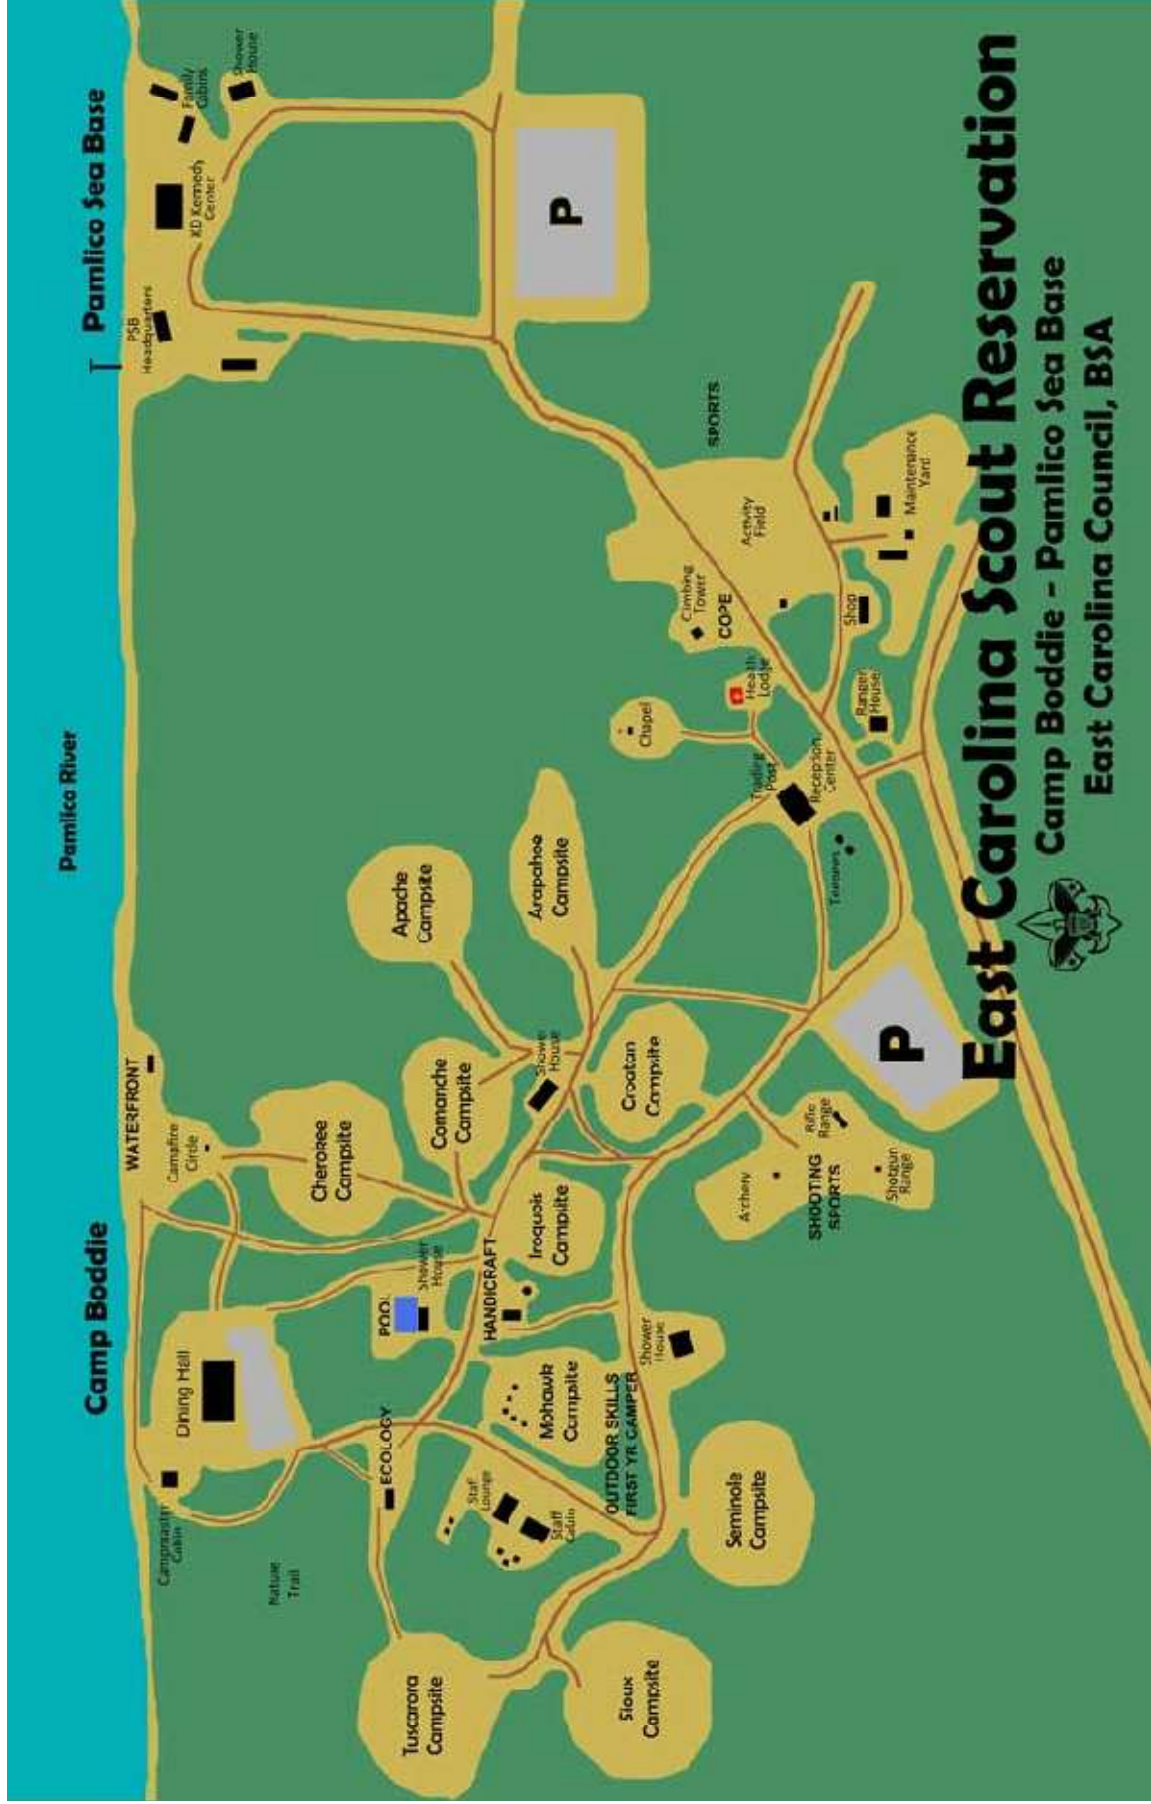 Pamlico River
Camp Boddie
Pamlico Sea Base
WATERFRONT
Campfire
Circle
Dining Hall
Campmaster
Cabin
Nature
Trail
PSB
Headquarters
KD Kennedy
Center
Family
Cabins
Shower
House
Cherokee
Campsite
Comanche
Campsite
Apache
Campsite
Arapahoe
Campsite
POOL
Shower
House
ECOLOGY
Tuscarora
Campsite
HANDICRAFT
Iroquois
Campsite
Shower
House
Croatan
Campsite
Mohawk
Campsite
Staff
Lounge
Staff
Cabin
OUTDOOR SKILLS
FIRST YR CAMPER
Shower
House
Sioux
Campsite
Seminole
Campsite
Archery
SHOOTING
SPORTS
Rifle
Range
Shotgun
Range
P
Chapel
Health
Lodge
Trading
Post
Reception
Center
Climbing
Tower
COPE
Activity
Field
SPORTS
P
Shop
Ranger
House
Maintenance
Yard
East Carolina Scout Reservation
Camp Boddie - Pamlico Sea Base
East Carolina Council, BSA